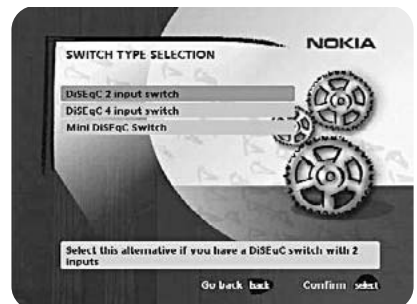 NOKIA
SWITCH TYPE SELECTION
DiSEqC 2 input switch
DiSEqC 4 input switch
Mini DiSEqC Switch
Select this alternative if you have a DiSEqC switch with 2
inputs
Go back back Confirm select